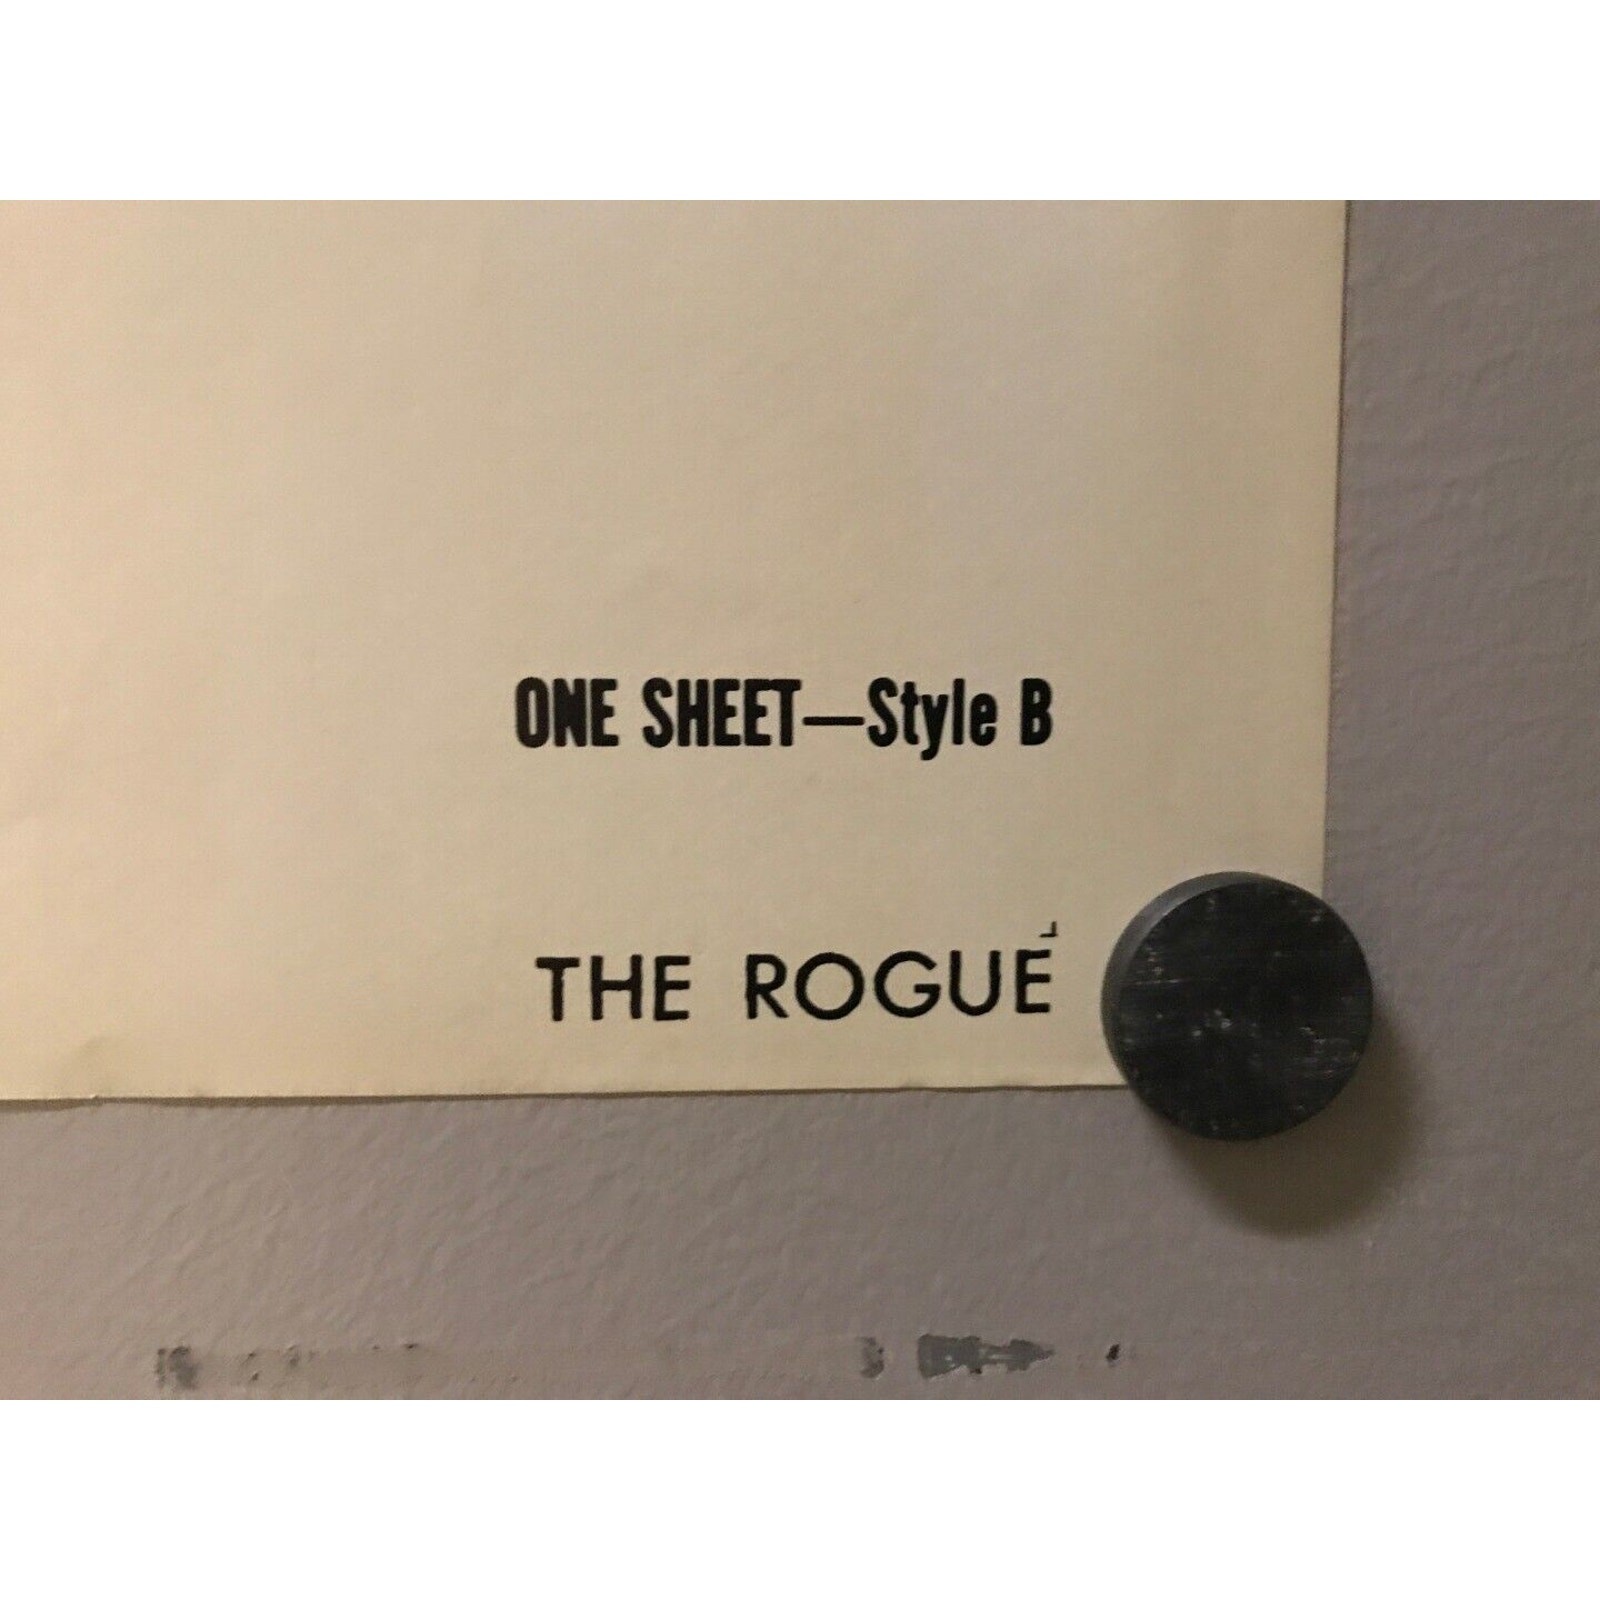 ONE SHEET—Style B
THE ROGUE